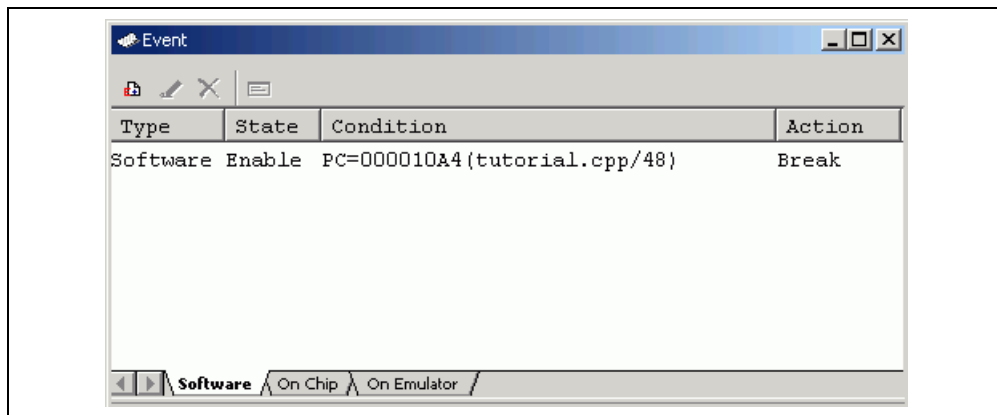 Event
Type State Condition Action
Software Enable PC=000010A4(tutorial.cpp/48) Break
Software On Chip On Emulator